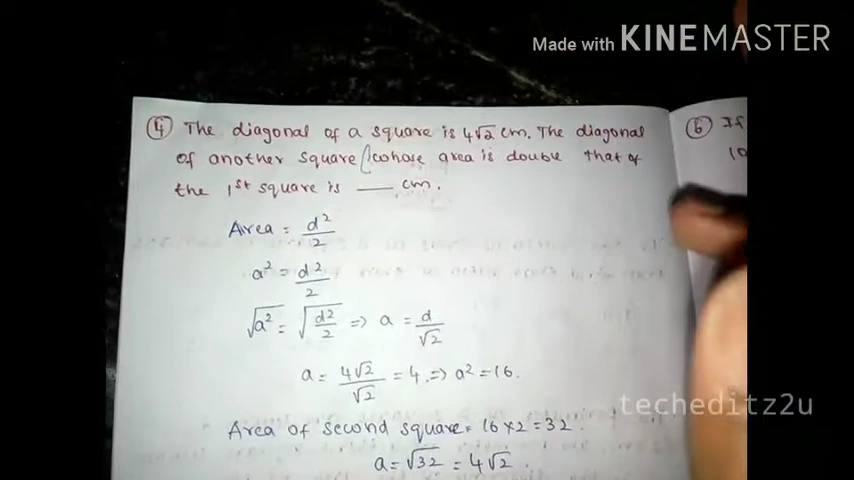 Made with KINEMASTER
④ The diagonal of a square is 4√2 cm. The diagonal
of another square (whose area is double that of
the 1st square is ___ cm.
Area = d²/2
a² = d²/2
√a² = √(d²/2) => a = d/√2
a = 4√2/√2 = 4. => a² = 16.
Area of second square = 16×2 = 32.
a = √32 = 4√2.
⑥ If
10
techeditz2u